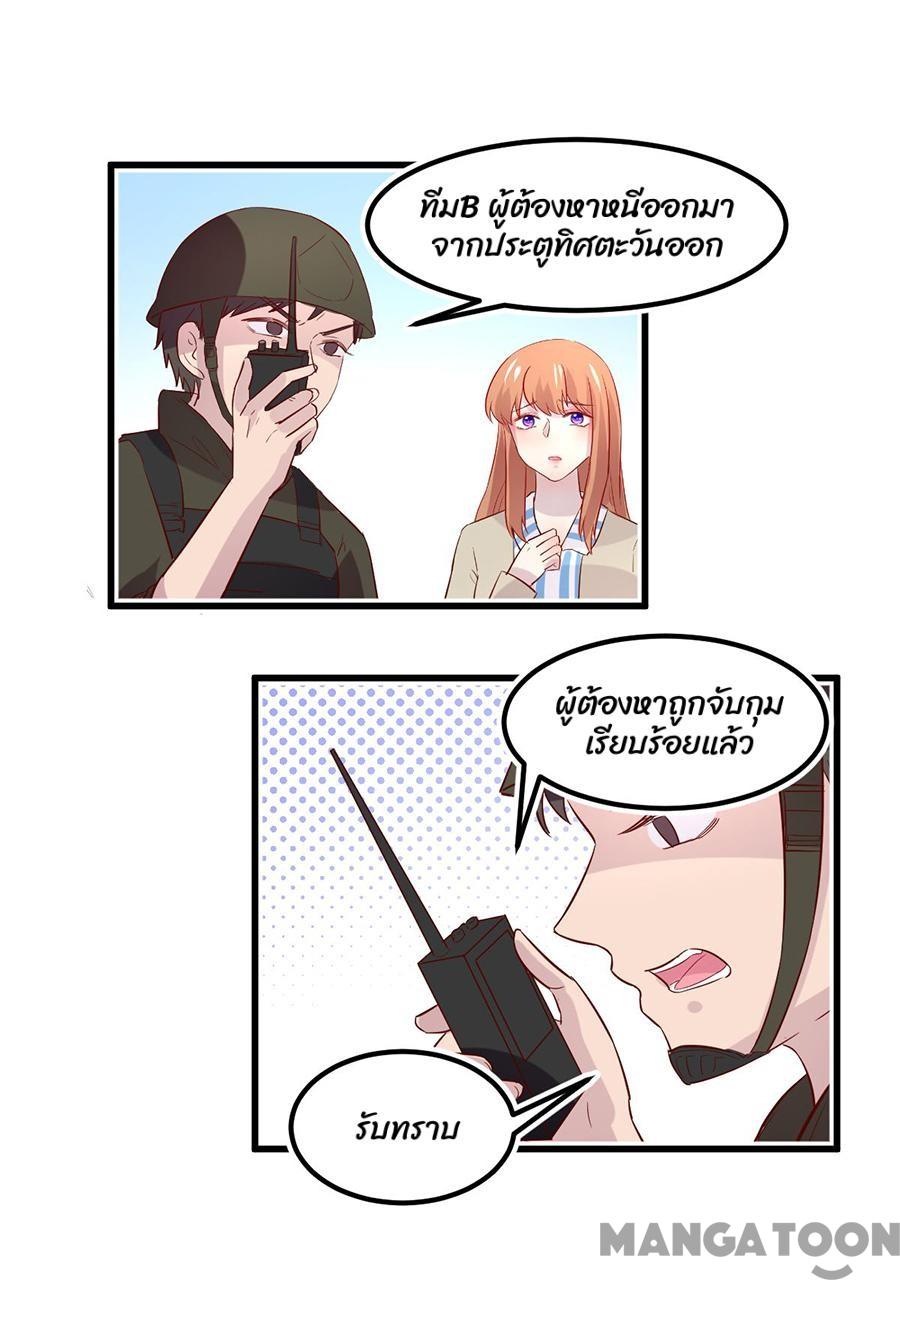 ทีมB ผู้ต้องหาหนีออกมา
จากประตูทิศตะวันออก
ผู้ต้องหาถูกจับกุม
เรียบร้อยแล้ว
รับทราบ
MANGATOON